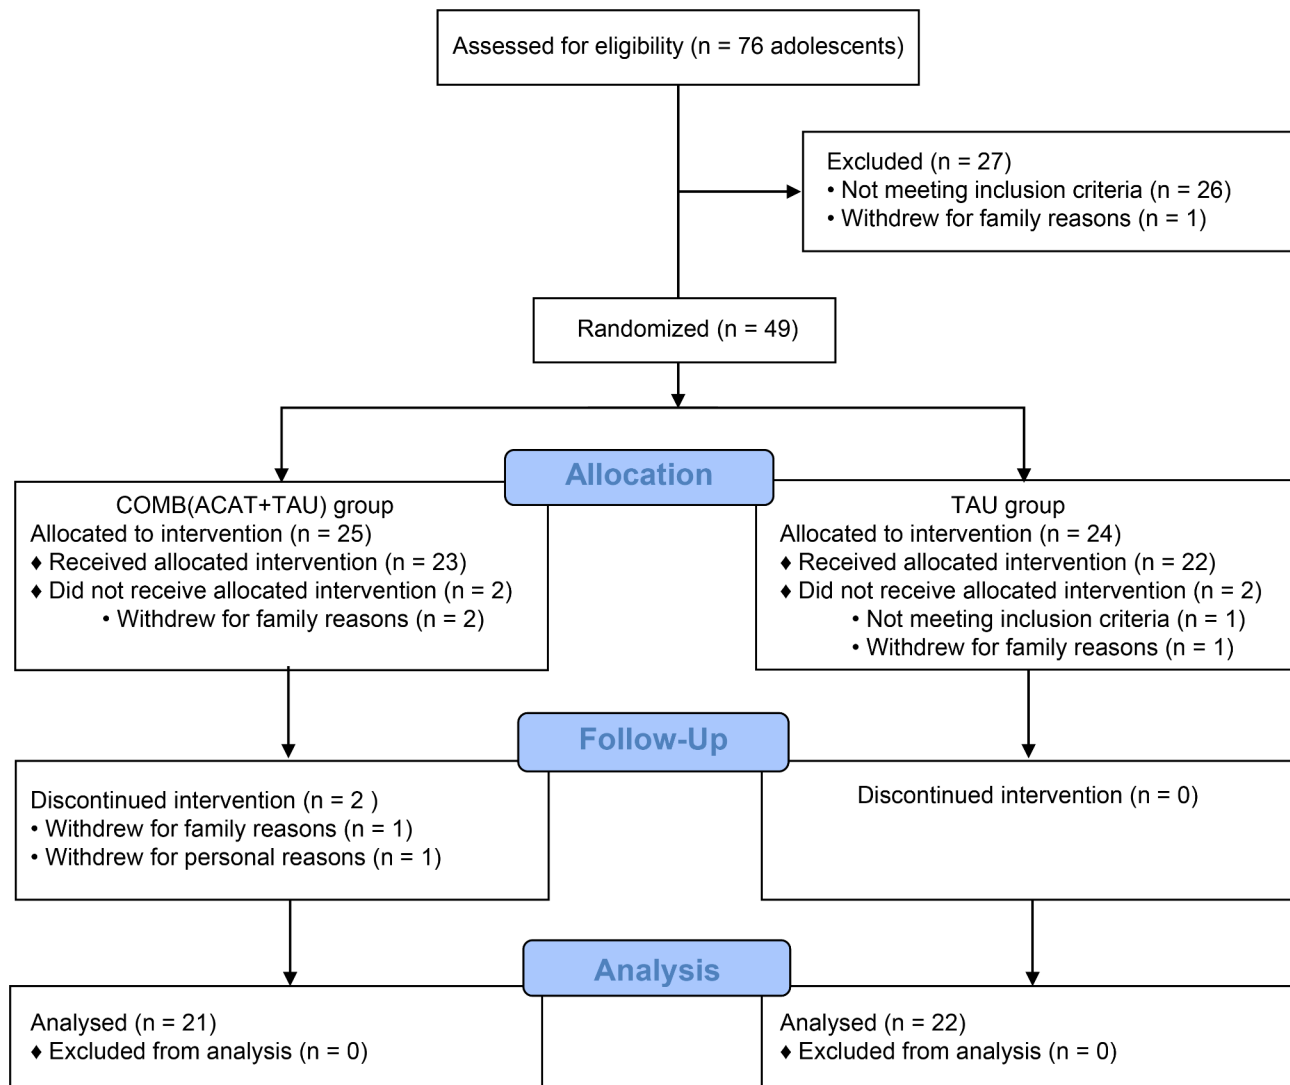 Assessed for eligibility (n = 76 adolescents)
Excluded (n = 27)
• Not meeting inclusion criteria (n = 26)
• Withdrew for family reasons (n = 1)
Randomized (n = 49)
Allocation
COMB(ACAT+TAU) group
Allocated to intervention (n = 25)
♦ Received allocated intervention (n = 23)
♦ Did not receive allocated intervention (n = 2)
• Withdrew for family reasons (n = 2)
TAU group
Allocated to intervention (n = 24)
♦ Received allocated intervention (n = 22)
♦ Did not receive allocated intervention (n = 2)
• Not meeting inclusion criteria (n = 1)
• Withdrew for family reasons (n = 1)
Follow-Up
Discontinued intervention (n = 2 )
• Withdrew for family reasons (n = 1)
• Withdrew for personal reasons (n = 1)
Discontinued intervention (n = 0)
Analysis
Analysed (n = 21)
♦ Excluded from analysis (n = 0)
Analysed (n = 22)
♦ Excluded from analysis (n = 0)